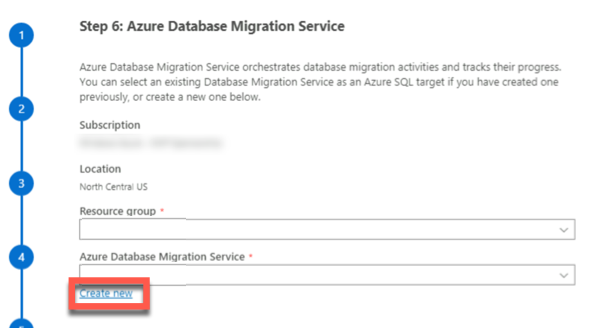 Step 6: Azure Database Migration Service
1
Azure Database Migration Service orchestrates database migration activities and tracks their progress.
You can select an existing Database Migration Service as an Azure SQL target if you have created one
previously, or create a new one below.
2
Subscription
Location
3
North Central US
Resource group *
4
Azure Database Migration Service *
Create new
5